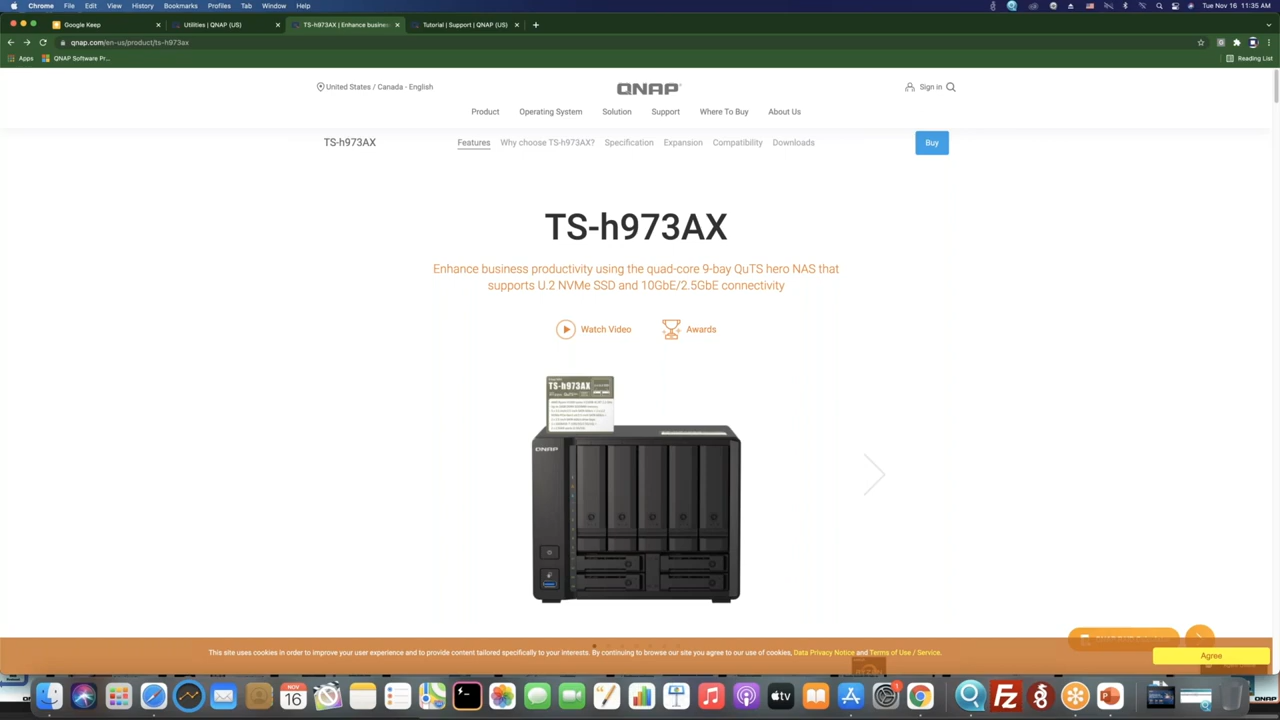 Chrome File Edit View History Bookmarks Profiles Tab Window Help
Tue Nov 16 11:35 AM
Google Keep
Utilities | QNAP (US)
TS-h973AX | Enhance busines
Tutorial | Support | QNAP (US)
qnap.com/en-us/product/ts-h973ax
Apps
QNAP Software Pr...
Reading List
United States / Canada - English
QNAP
Sign in
Product Operating System Solution Support Where To Buy About Us
TS-h973AX
Features Why choose TS-h973AX? Specification Expansion Compatibility Downloads
Buy
TS-h973AX
Enhance business productivity using the quad-core 9-bay QuTS hero NAS that
supports U.2 NVMe SSD and 10GbE/2.5GbE connectivity
Watch Video
Awards
TS-h973AX
QNAP
This site uses cookies in order to improve your user experience and to provide content tailored specifically to your interests. By continuing to browse our site you agree to our use of cookies, Data Privacy Notice and Terms of Use / Service.
Agree
NOV
16
tv